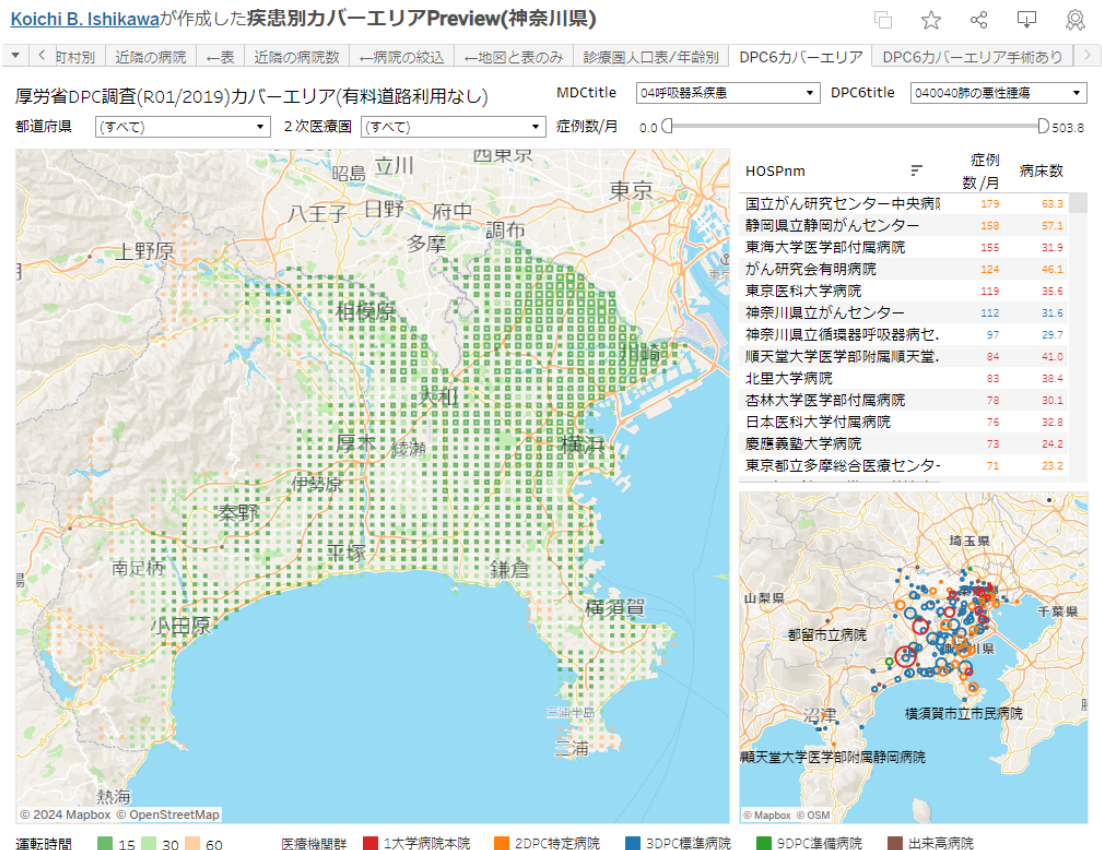 Koichi B. Ishikawaが作成した疾患別カバーエリアPreview(神奈川県)
町村別 近隣の病院 ←表 近隣の病院数 ←病院の絞込 ←地図と表のみ 診療圏人口表/年齢別 DPC6カバーエリア DPC6カバーエリア手術あり
厚労省DPC調査(R01/2019)カバーエリア(有料道路利用なし)
MDCtitle 04呼吸器系疾患 DPC6title 040040肺の悪性腫瘍
都道府県 (すべて) 2次医療圏 (すべて) 症例数/月 0.0 503.8
西東京
昭島 立川
東京
八王子 日野 府中
調布
多摩
上野原
相模原
川崎
大和
厚木 綾瀬 横浜
伊勢原
秦野
平塚
南足柄 鎌倉
横須賀
小田原
三浦半島
三浦
熱海
© 2024 Mapbox © OpenStreetMap
HOSPnm 症例数/月 病床数
国立がん研究センター中央病 179 63.3
静岡県立静岡がんセンター 158 57.1
東海大学医学部付属病院 155 31.9
がん研究会有明病院 124 46.1
東京医科大学病院 119 35.6
神奈川県立がんセンター 112 31.6
神奈川県立循環器呼吸器病セ. 97 29.7
順天堂大学医学部附属順天堂. 84 41.0
北里大学病院 83 38.4
杏林大学医学部付属病院 78 30.1
日本医科大学付属病院 76 32.8
慶應義塾大学病院 73 24.2
東京都立多摩総合医療センタ- 71 23.2
埼玉県
山梨県
千葉県
都留市立病院
沼津
横須賀市立市民病院
順天堂大学医学部附属静岡病院
© Mapbox © OSM
運転時間 15 30 60 医療機関群 1大学病院本院 2DPC特定病院 3DPC標準病院 9DPC準備病院 出来高病院